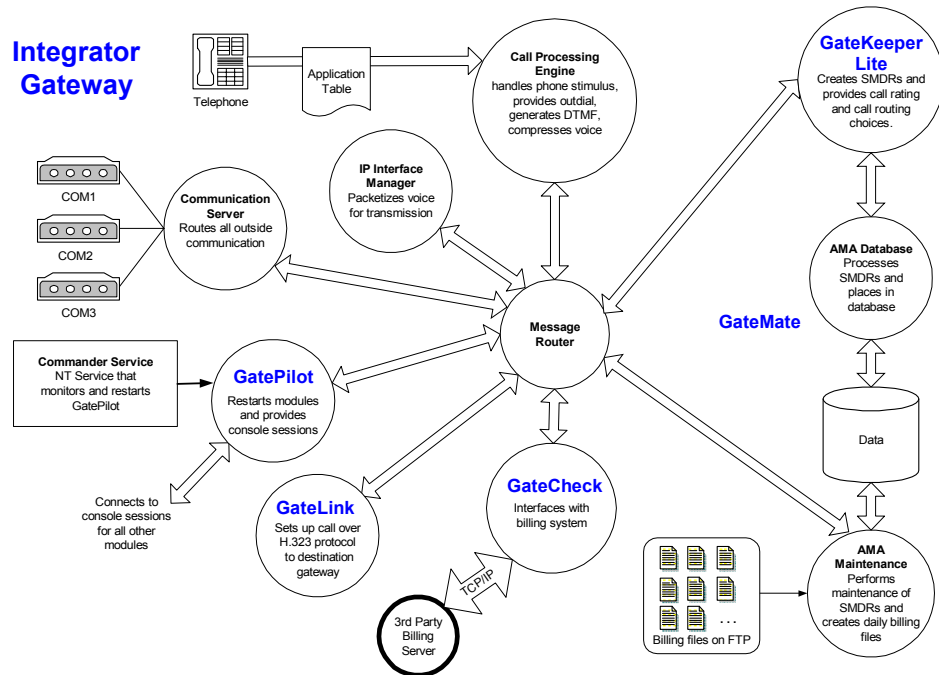 Integrator
Gateway
Telephone
Application
Table
Call Processing
Engine
handles phone stimulus,
provides outdial,
generates DTMF,
compresses voice
GateKeeper
Lite
Creates SMDRs and
provides call rating
and call routing
choices.
IP Interface
Manager
Packetizes voice
for transmission
COM1
COM2
COM3
Communication
Server
Routes all outside
communication
AMA Database
Processes
SMDRs and
places in
database
GateMate
Message
Router
Commander Service
NT Service that
monitors and restarts
GatePilot
GatePilot
Restarts modules
and provides
console sessions
Data
Connects to
console sessions
for all other
modules
GateLink
Sets up call over
H.323 protocol
to destination
gateway
GateCheck
Interfaces with
billing system
TCP/IP
3rd Party
Billing
Server
...
Billing files on FTP
AMA
Maintenance
Performs
maintenance of
SMDRs and
creates daily billing
files